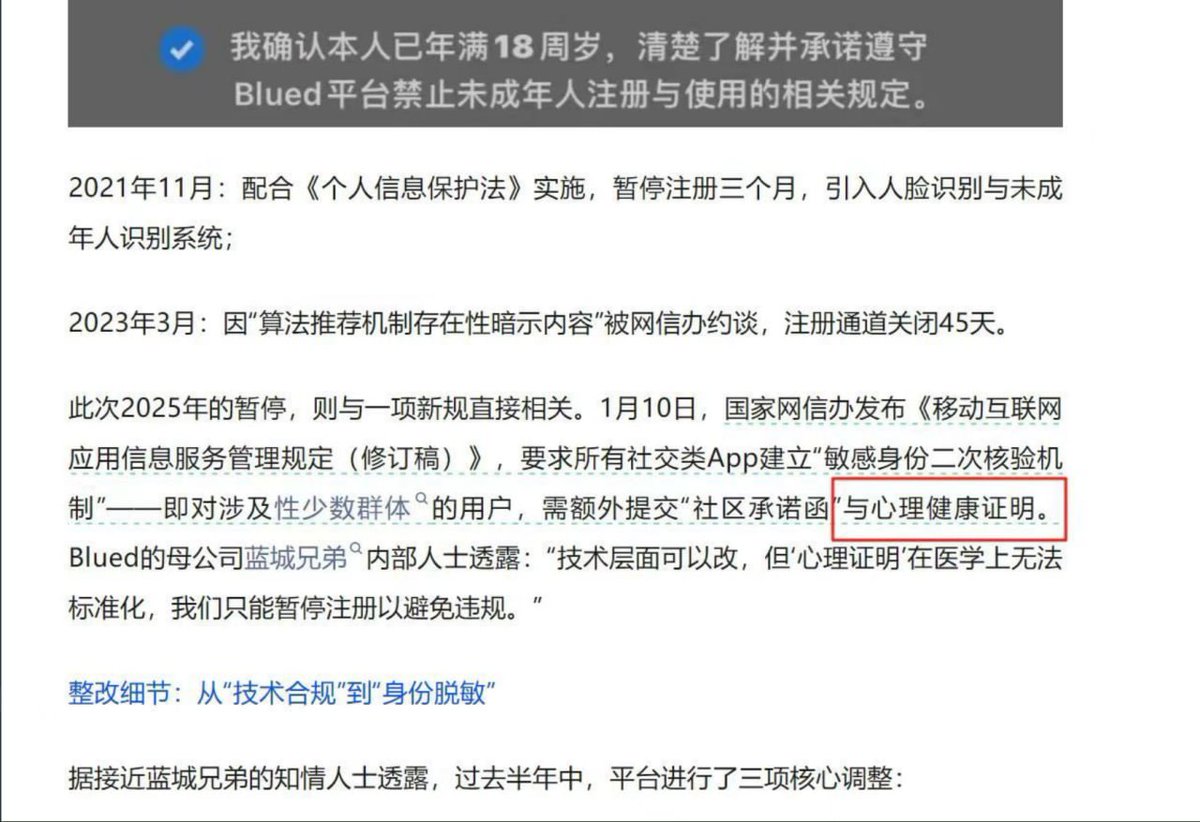 我确认本人已年满18周岁，清楚了解并承诺遵守
Blued平台禁止未成年人注册与使用的相关规定。
2021年11月：配合《个人信息保护法》实施，暂停注册三个月，引入人脸识别与未成
年人识别系统；
2023年3月：因“算法推荐机制存在性暗示内容”被网信办约谈，注册通道关闭45天。
此次2025年的暂停，则与一项新规直接相关。1月10日，国家网信办发布《移动互联网
应用信息服务管理规定（修订稿）》，要求所有社交类App建立“敏感身份二次核验机
制”——即对涉及性少数群体的用户，需额外提交“社区承诺函”与心理健康证明。
Blued的母公司蓝城兄弟内部人士透露：“技术层面可以改，但‘心理证明’在医学上无法
标准化，我们只能暂停注册以避免违规。”
整改细节：从“技术合规”到“身份脱敏”
据接近蓝城兄弟的知情人士透露，过去半年中，平台进行了三项核心调整：